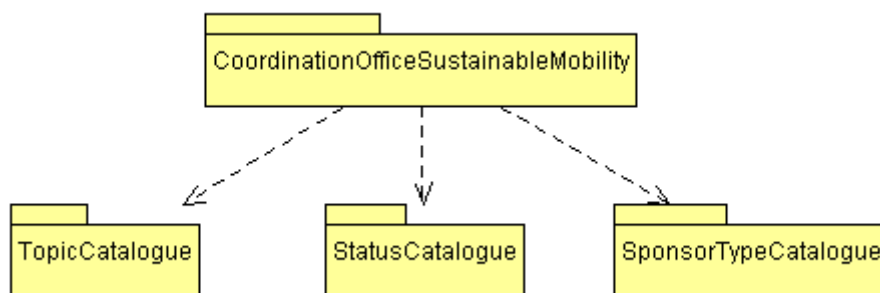 CoordinationOfficeSustainableMobility
TopicCatalogue
StatusCatalogue
SponsorTypeCatalogue